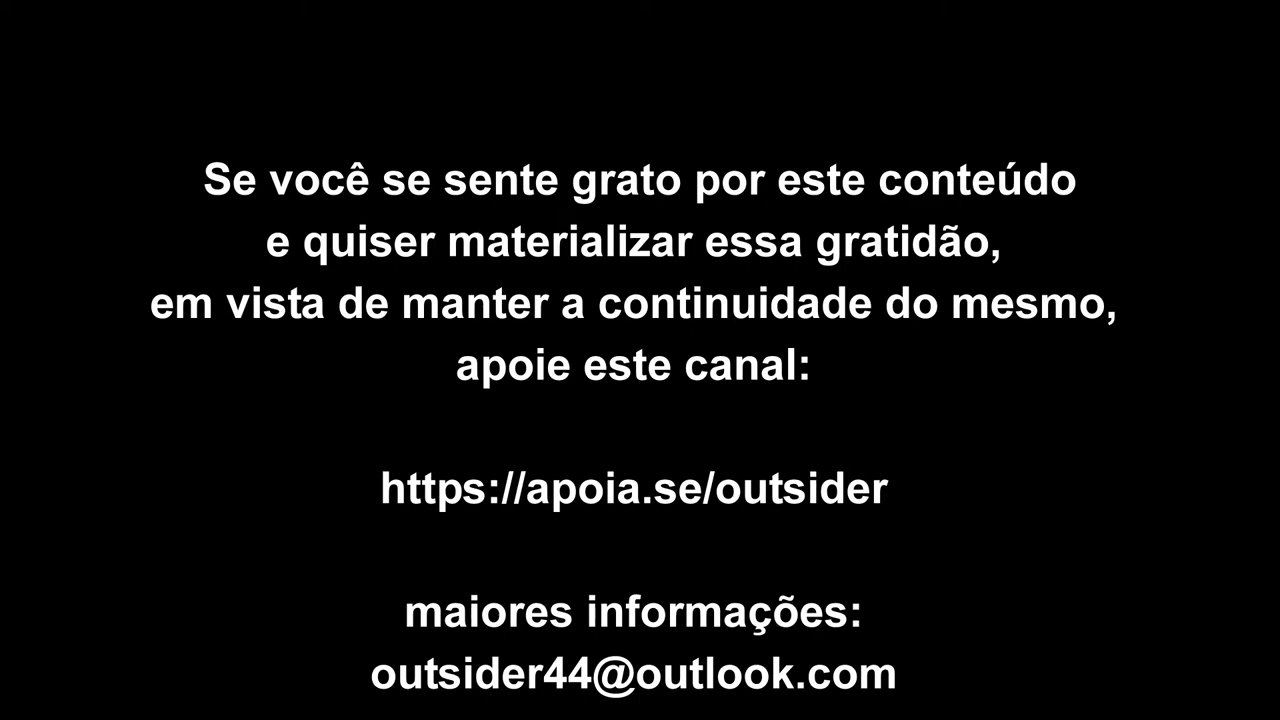 Se você se sente grato por este conteúdo
e quiser materializar essa gratidão,
em vista de manter a continuidade do mesmo,
apoie este canal:
https://apoia.se/outsider
maiores informações:
outsider44@outlook.com